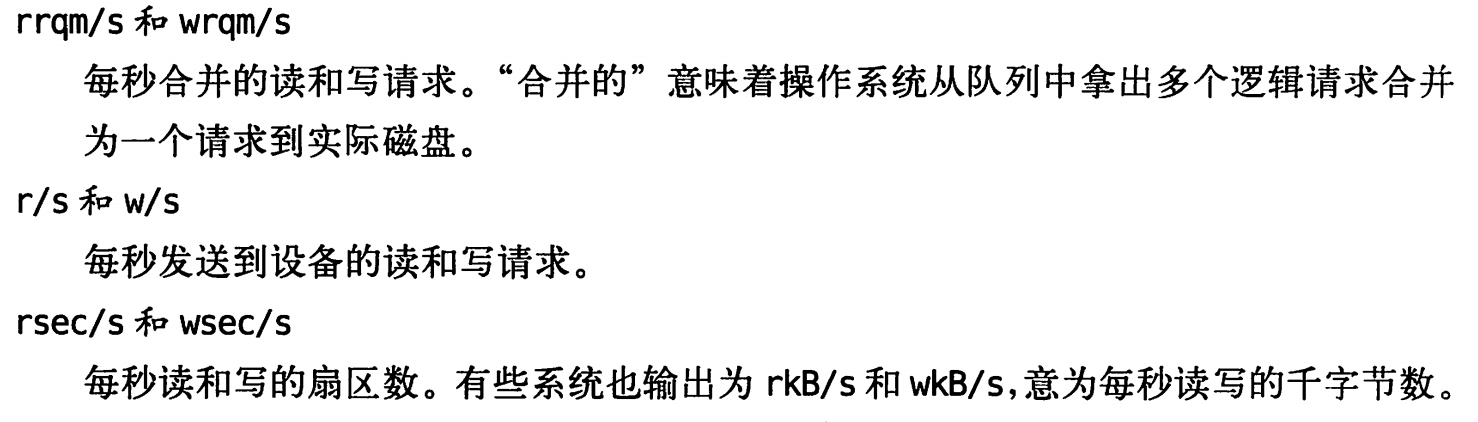 rrqm/s 和 wrqm/s
每秒合并的读和写请求。“合并的”意味着操作系统从队列中拿出多个逻辑请求合并
为一个请求到实际磁盘。
r/s 和 w/s
每秒发送到设备的读和写请求。
rsec/s 和 wsec/s
每秒读和写的扇区数。有些系统也输出为 rkB/s 和 wkB/s,意为每秒读写的千字节数。